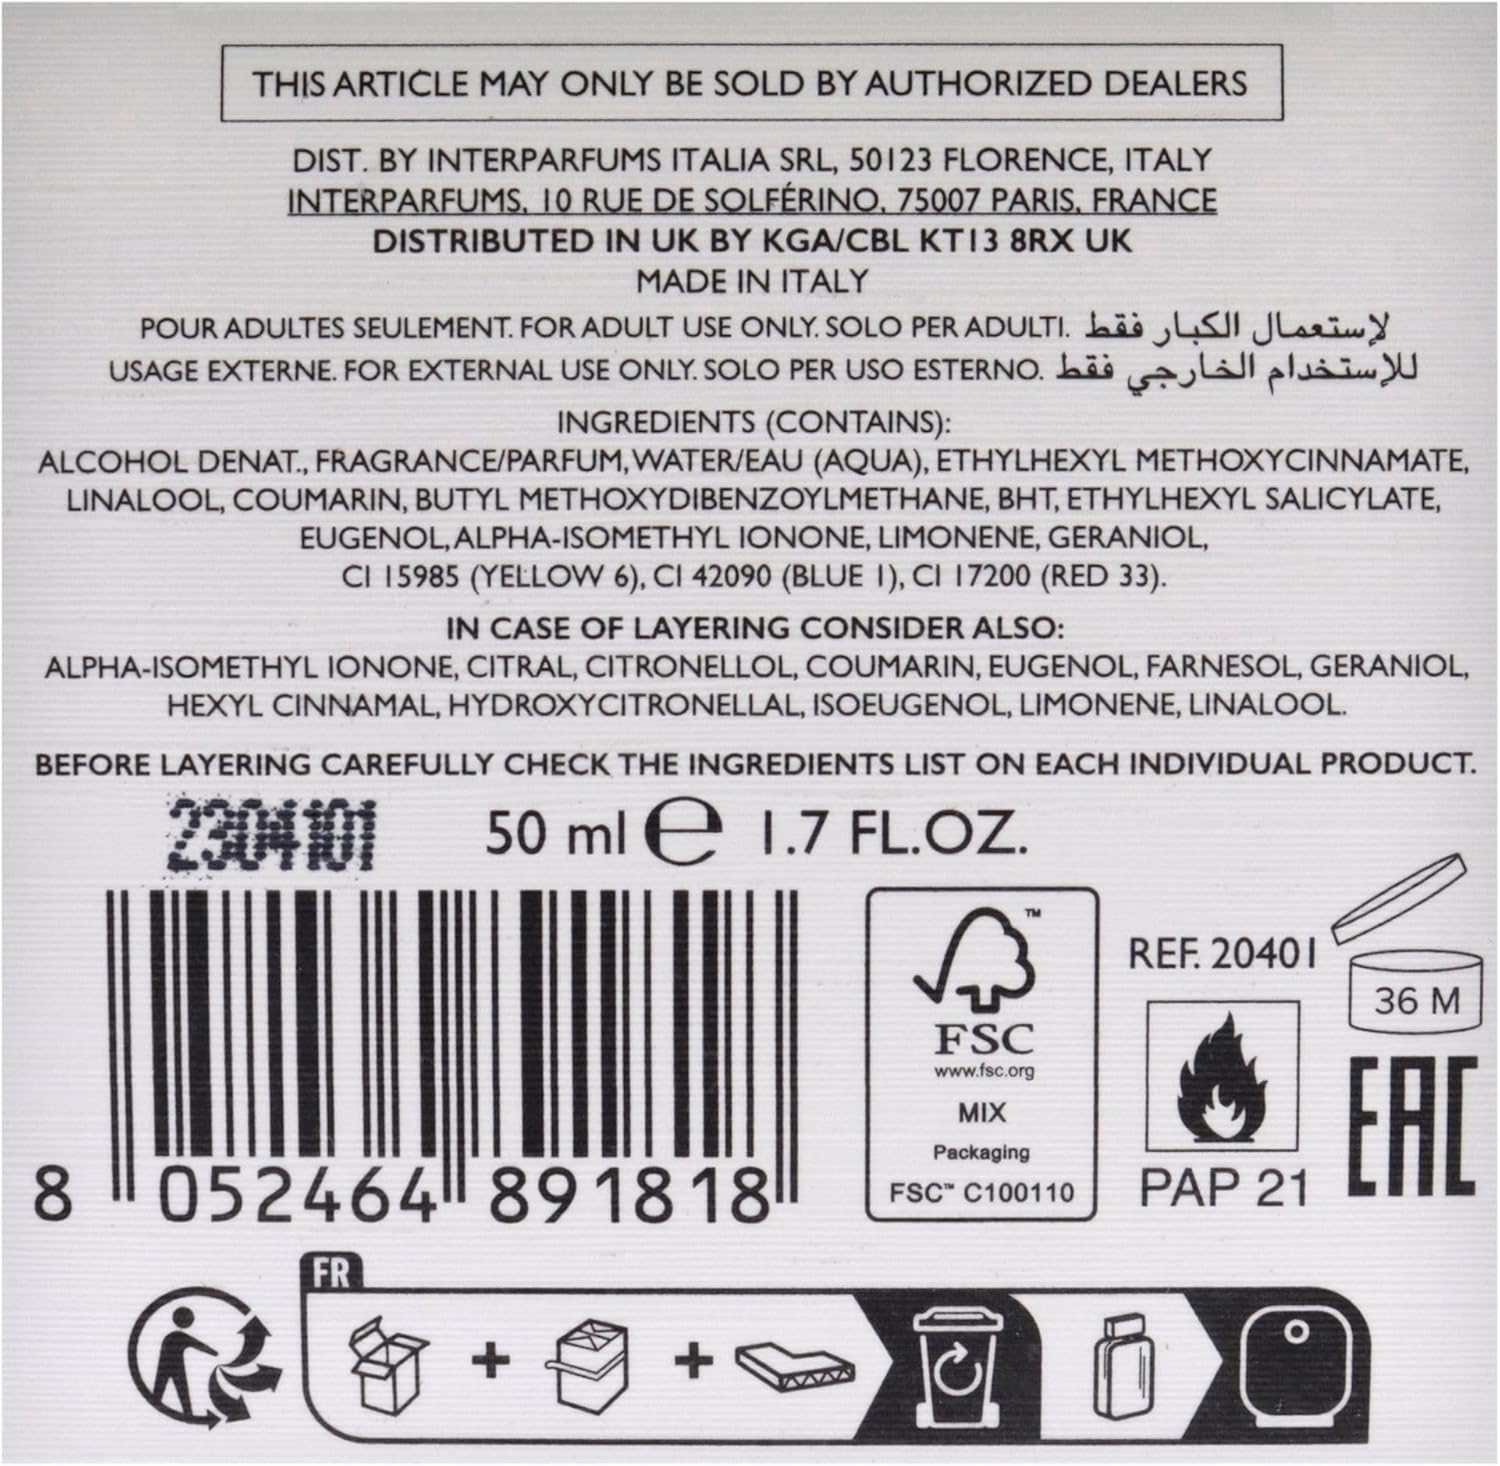 THIS ARTICLE MAY ONLY BE SOLD BY AUTHORIZED DEALERS
DIST. BY INTERPARFUMS ITALIA SRL, 50123 FLORENCE, ITALY
INTERPARFUMS, 10 RUE DE SOLFÉRINO, 75007 PARIS, FRANCE
DISTRIBUTED IN UK BY KGA/CBL KT13 8RX UK
MADE IN ITALY
POUR ADULTES SEULEMENT. FOR ADULT USE ONLY. SOLO PER ADULTI. لإستعمال الكبار فقط
USAGE EXTERNE. FOR EXTERNAL USE ONLY. SOLO PER USO ESTERNO. للإستخدام الخارجي فقط
INGREDIENTS (CONTAINS):
ALCOHOL DENAT., FRAGRANCE/PARFUM, WATER/EAU (AQUA), ETHYLHEXYL METHOXYCINNAMATE,
LINALOOL, COUMARIN, BUTYL METHOXYDIBENZOYLMETHANE, BHT, ETHYLHEXYL SALICYLATE,
EUGENOL, ALPHA-ISOMETHYL IONONE, LIMONENE, GERANIOL,
CI 15985 (YELLOW 6), CI 42090 (BLUE 1), CI 17200 (RED 33).
IN CASE OF LAYERING CONSIDER ALSO:
ALPHA-ISOMETHYL IONONE, CITRAL, CITRONELLOL, COUMARIN, EUGENOL, FARNESOL, GERANIOL,
HEXYL CINNAMAL, HYDROXYCITRONELLAL, ISOEUGENOL, LIMONENE, LINALOOL.
BEFORE LAYERING CAREFULLY CHECK THE INGREDIENTS LIST ON EACH INDIVIDUAL PRODUCT.
2304101
50 ml e 1.7 FL.OZ.
8 052464 891818
FSC
www.fsc.org
MIX
Packaging
FSC™ C100110
REF. 20401
36 M
PAP 21
EAC
FR